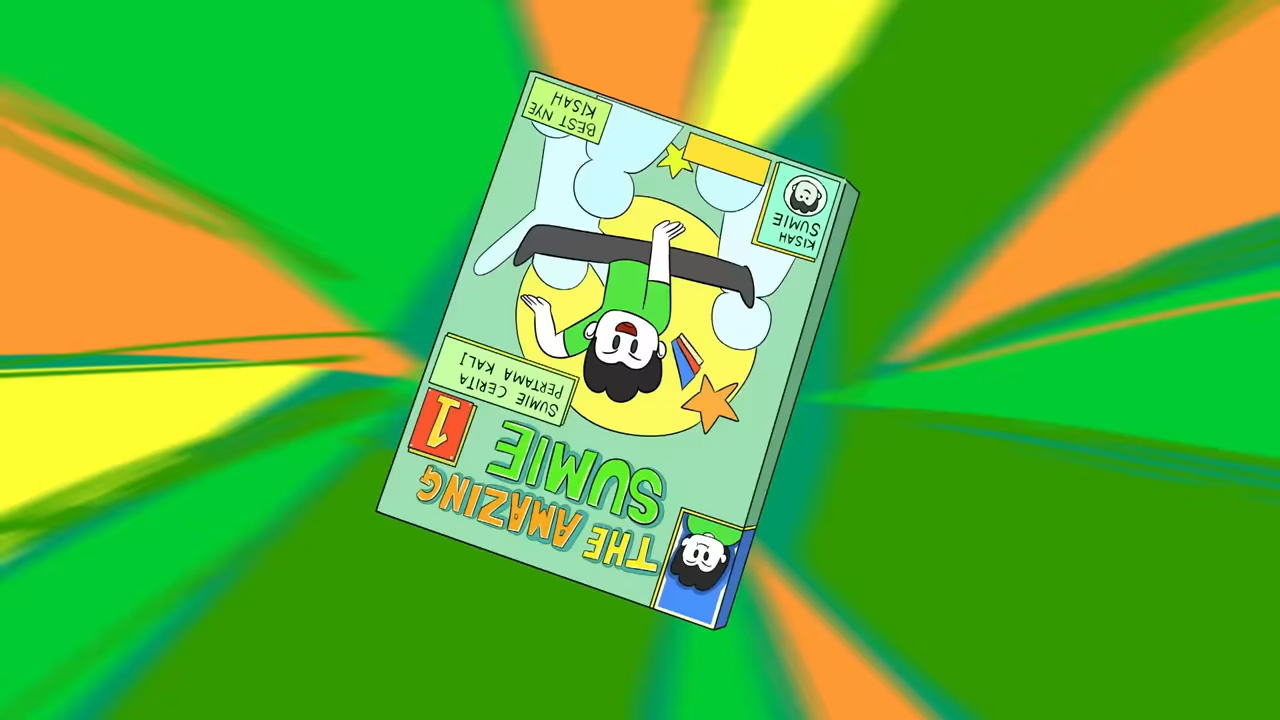 THE AMAZING
SUMIE
1
SUMIE CERITA
PERTAMA KALI
KISAH
SUMIE
BEST NYE
KISAH